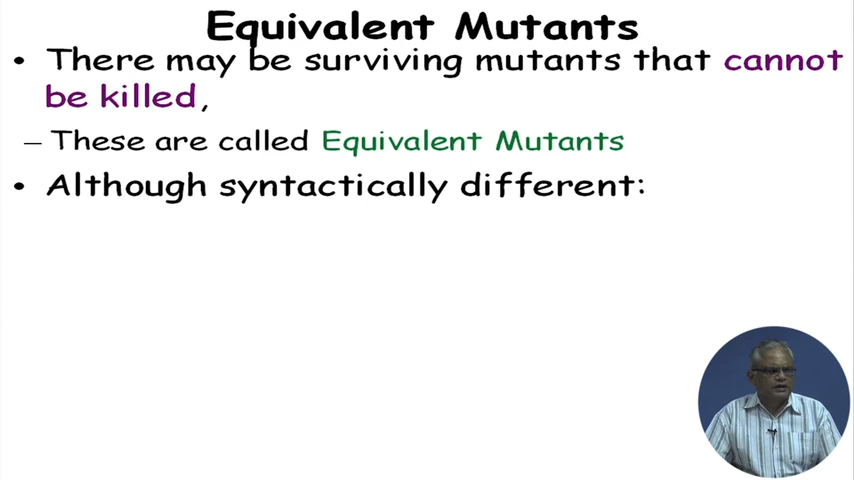 Equivalent Mutants
• There may be surviving mutants that cannot
be killed,
– These are called Equivalent Mutants
• Although syntactically different: